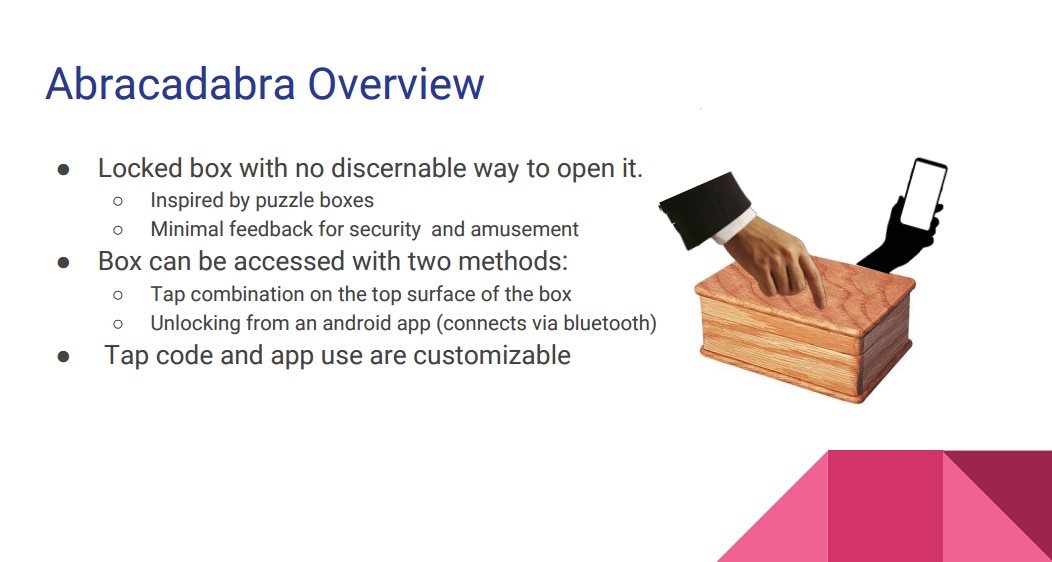 Abracadabra Overview
● Locked box with no discernable way to open it.
○ Inspired by puzzle boxes
○ Minimal feedback for security  and amusement
● Box can be accessed with two methods:
○ Tap combination on the top surface of the box
○ Unlocking from an android app (connects via bluetooth)
● Tap code and app use are customizable